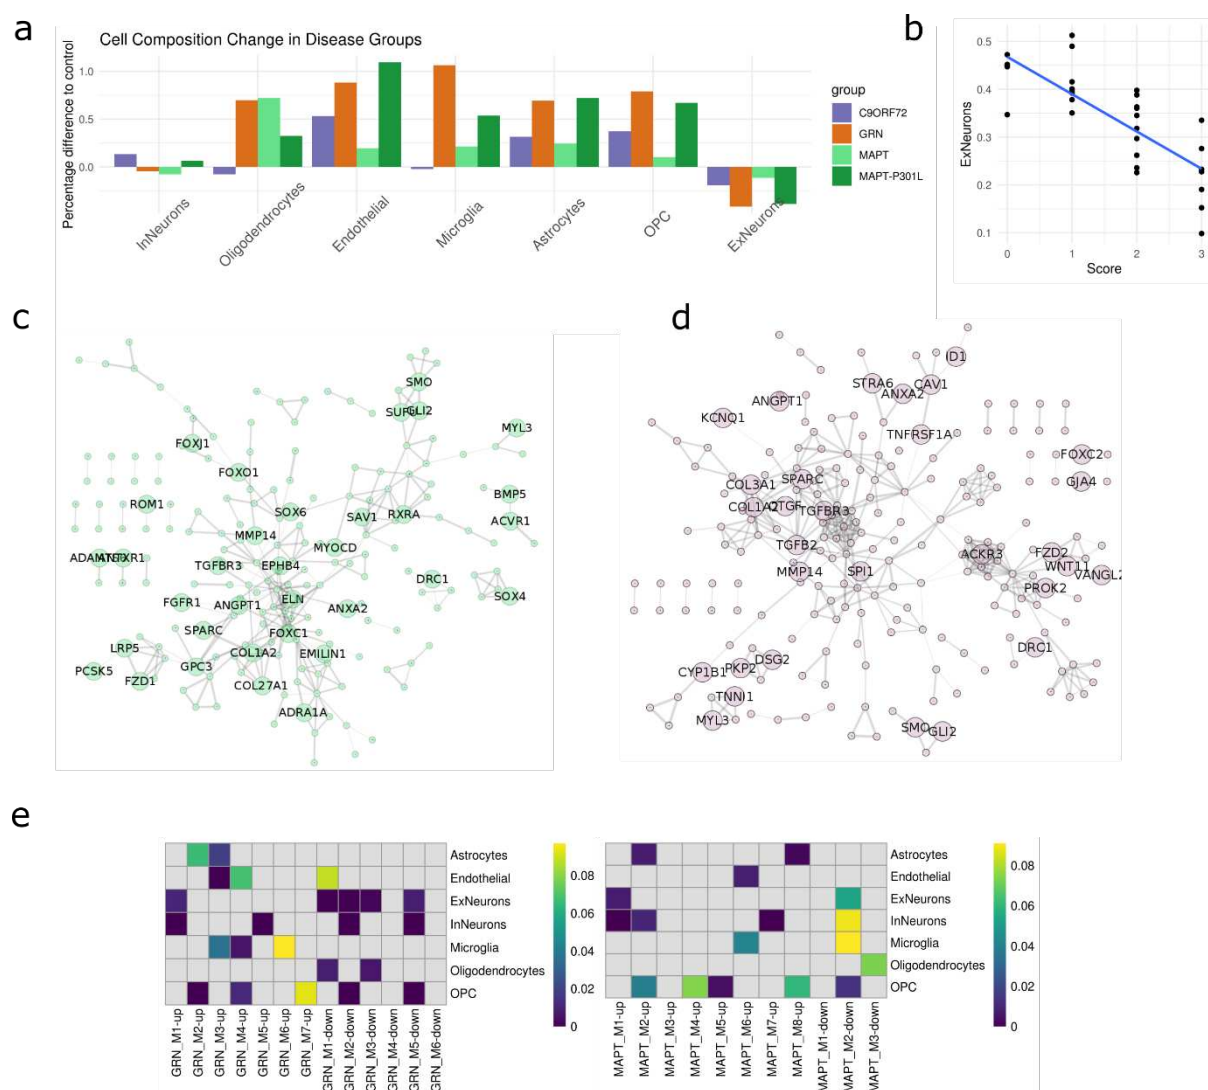 a
Cell Composition Change in Disease Groups
Percentage difference to control
1.0
0.5
0.0
InNeurons
Oligodendrocytes
Endothelial
Microglia
Astrocytes
OPC
ExNeurons
group
C9ORF72
GRN
MAPT
MAPT-P301L
b
ExNeurons
0.5
0.4
0.3
0.2
0.1
0
1
2
3
Score
c
SMO
GLI2
MYL3
FOXJ1
FOXO1
BMP5
ROM1
SOX6
SAV1
RXRA
ACVR1
MMP14
MYOCD
TGFBR3
EPHB4
DRC1
SOX4
FGFR1
ANGPT1
ELN
ANXA2
SPARC
FOXC1
LRP5
COL1A2
EMILIN1
PCSK5
FZD1
GPC3
COL27A1
ADRA1A
d
ID1
STRA6
ANXA2
CAV1
ANGPT1
KCNQ1
TNFRSF1A
FOXC2
COL3A1
SPARC
GJA4
COL1A2
CTGF
TGFBR3
TGFB2
ACKR3
FZD2
MMP14
SPI1
WNT11
VANGL2
PROK2
DRC1
CYP1B1
PKP2
DSG2
TNNI1
MYL3
SMO
GLI2
e
Astrocytes
Endothelial
ExNeurons
InNeurons
Microglia
Oligodendrocytes
OPC
GRN_M1-up
GRN_M2-up
GRN_M3-up
GRN_M4-up
GRN_M5-up
GRN_M6-up
GRN_M7-up
GRN_M1-down
GRN_M2-down
GRN_M3-down
GRN_M4-down
GRN_M5-down
GRN_M6-down
0.08
0.06
0.04
0.02
0
Astrocytes
Endothelial
ExNeurons
InNeurons
Microglia
Oligodendrocytes
OPC
MAPT_M1-up
MAPT_M2-up
MAPT_M3-up
MAPT_M4-up
MAPT_M5-up
MAPT_M6-up
MAPT_M7-up
MAPT_M8-up
MAPT_M1-down
MAPT_M2-down
MAPT_M3-down
0.08
0.06
0.04
0.02
0